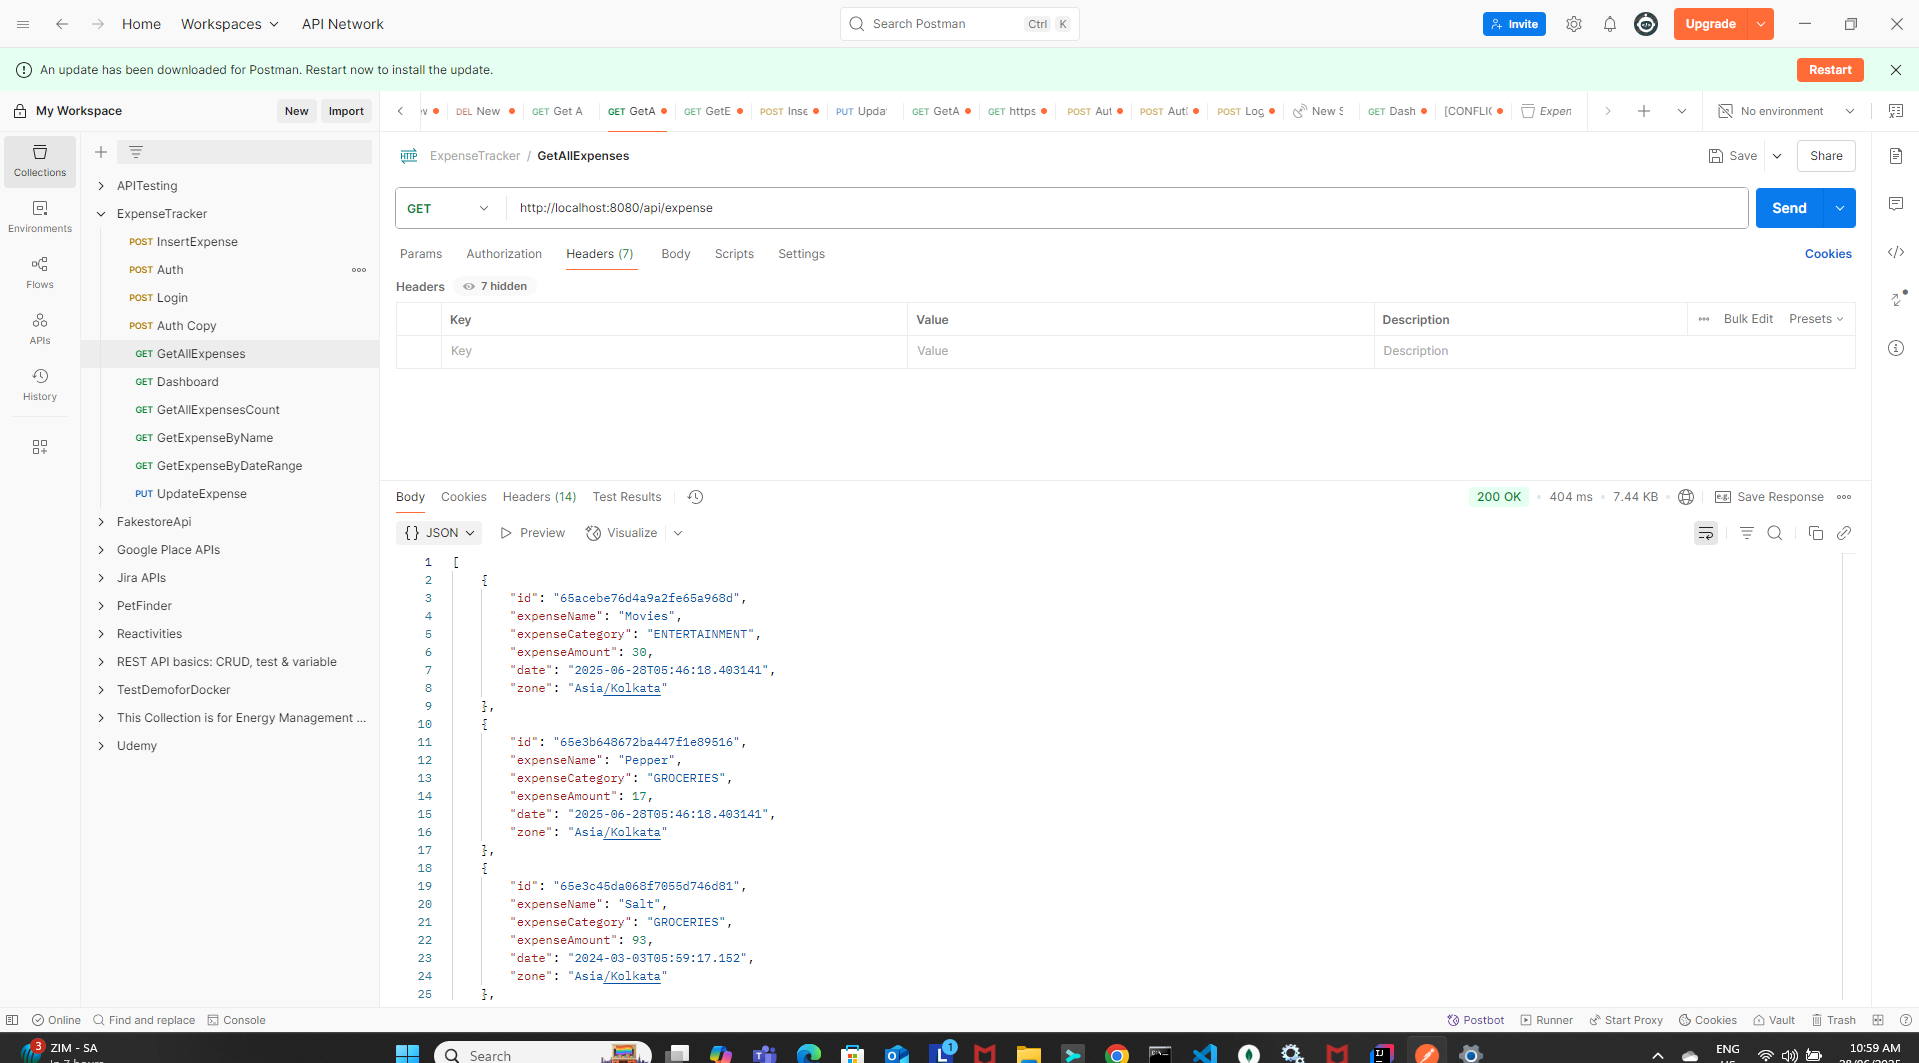 Home Workspaces API Network Search Postman Ctrl K Invite Upgrade
An update has been downloaded for Postman. Restart now to install the update. Restart
My Workspace New Import DEL New GET Get A GET GetA GET GetE POST Inse PUT Updat GET GetA GET https POST Aut POST Aut POST Log New S GET Dash [CONFLIC Expen No environment
Collections
Environments
Flows
APIs
History
APITesting
ExpenseTracker
POST InsertExpense
POST Auth
POST Login
POST Auth Copy
GET GetAllExpenses
GET Dashboard
GET GetAllExpensesCount
GET GetExpenseByName
GET GetExpenseByDateRange
PUT UpdateExpense
FakestoreApi
Google Place APIs
Jira APIs
PetFinder
Reactivities
REST API basics: CRUD, test & variable
TestDemoforDocker
This Collection is for Energy Management ...
Udemy
HTTP ExpenseTracker / GetAllExpenses Save Share
GET http://localhost:8080/api/expense Send
Params Authorization Headers (7) Body Scripts Settings Cookies
Headers 7 hidden
Key Value Description Bulk Edit Presets
Key Value Description
Body Cookies Headers (14) Test Results 200 OK 404 ms 7.44 KB e.g. Save Response
{} JSON Preview Visualize
1 [
2 {
3 "id": "65acebe76d4a9a2fe65a968d",
4 "expenseName": "Movies",
5 "expenseCategory": "ENTERTAINMENT",
6 "expenseAmount": 30,
7 "date": "2025-06-28T05:46:18.403141",
8 "zone": "Asia/Kolkata"
9 },
10 {
11 "id": "65e3b648672ba447f1e89516",
12 "expenseName": "Pepper",
13 "expenseCategory": "GROCERIES",
14 "expenseAmount": 17,
15 "date": "2025-06-28T05:46:18.403141",
16 "zone": "Asia/Kolkata"
17 },
18 {
19 "id": "65e3c45da068f7055d746d81",
20 "expenseName": "Salt",
21 "expenseCategory": "GROCERIES",
22 "expenseAmount": 93,
23 "date": "2024-03-03T05:59:17.152",
24 "zone": "Asia/Kolkata"
25 },
Online Find and replace Console Postbot Runner Start Proxy Cookies Vault Trash
3 ZIM - SA Search 1 ENG 10:59 AM